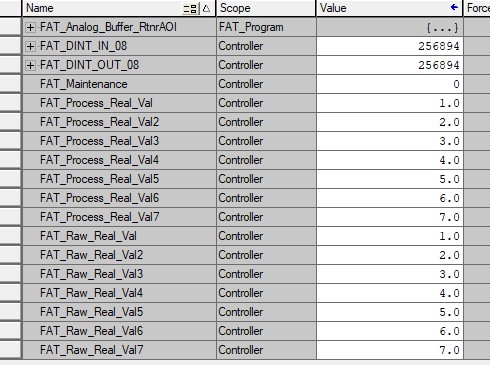 Name Scope Value Force
FAT_Analog_Buffer_RtnrAOI FAT_Program {...}
FAT_DINT_IN_08 Controller 256894
FAT_DINT_OUT_08 Controller 256894
FAT_Maintenance Controller 0
FAT_Process_Real_Val Controller 1.0
FAT_Process_Real_Val2 Controller 2.0
FAT_Process_Real_Val3 Controller 3.0
FAT_Process_Real_Val4 Controller 4.0
FAT_Process_Real_Val5 Controller 5.0
FAT_Process_Real_Val6 Controller 6.0
FAT_Process_Real_Val7 Controller 7.0
FAT_Raw_Real_Val Controller 1.0
FAT_Raw_Real_Val2 Controller 2.0
FAT_Raw_Real_Val3 Controller 3.0
FAT_Raw_Real_Val4 Controller 4.0
FAT_Raw_Real_Val5 Controller 5.0
FAT_Raw_Real_Val6 Controller 6.0
FAT_Raw_Real_Val7 Controller 7.0